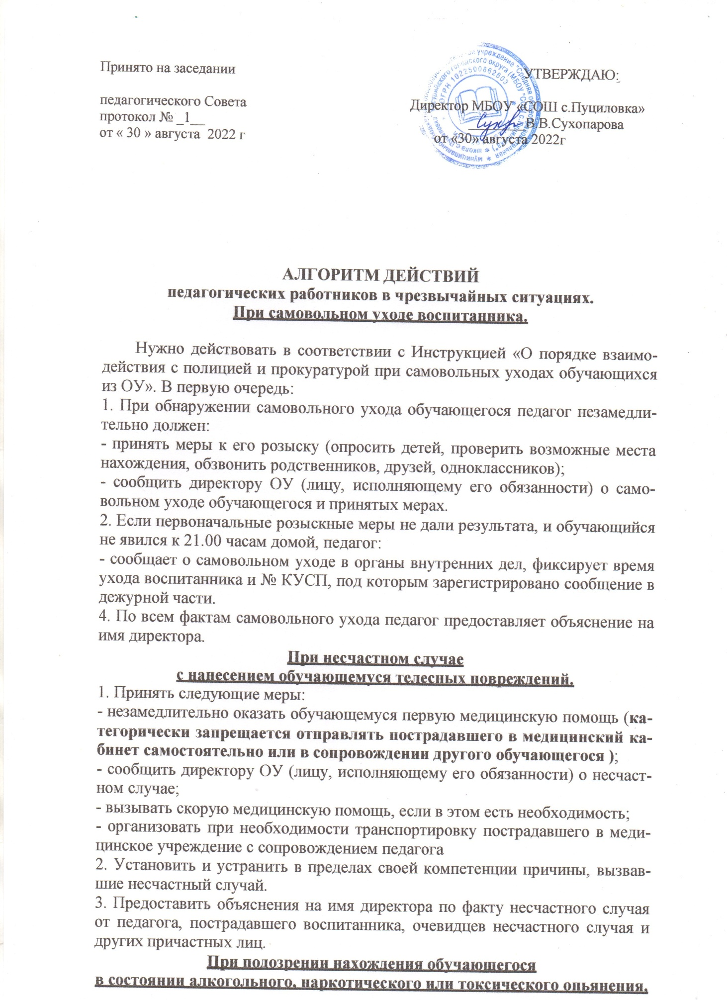 Принято на заседании
УТВЕРЖДАЮ:
педагогического Совета
Директор МБОУ «СОШ с.Пуциловка»
протокол № _1__
В.В.Сухопарова
от « 30 » августа 2022 г
от «30» августа 2022г
ОГРН 1022500862603
АЛГОРИТМ ДЕЙСТВИЙ
педагогических работников в чрезвычайных ситуациях.
При самовольном уходе воспитанника.
Нужно действовать в соответствии с Инструкцией «О порядке взаимо-
действия с полицией и прокуратурой при самовольных уходах обучающихся
из ОУ». В первую очередь:
1. При обнаружении самовольного ухода обучающегося педагог незамедли-
тельно должен:
- принять меры к его розыску (опросить детей, проверить возможные места
нахождения, обзвонить родственников, друзей, одноклассников);
- сообщить директору ОУ (лицу, исполняющему его обязанности) о само-
вольном уходе обучающегося и принятых мерах.
2. Если первоначальные розыскные меры не дали результата, и обучающийся
не явился к 21.00 часам домой, педагог:
- сообщает о самовольном уходе в органы внутренних дел, фиксирует время
ухода воспитанника и № КУСП, под которым зарегистрировано сообщение в
дежурной части.
4. По всем фактам самовольного ухода педагог предоставляет объяснение на
имя директора.
При несчастном случае
с нанесением обучающемуся телесных повреждений.
1. Принять следующие меры:
- незамедлительно оказать обучающемуся первую медицинскую помощь (ка-
тегорически запрещается отправлять пострадавшего в медицинский ка-
бинет самостоятельно или в сопровождении другого обучающегося );
- сообщить директору ОУ (лицу, исполняющему его обязанности) о несчаст-
ном случае;
- вызывать скорую медицинскую помощь, если в этом есть необходимость;
- организовать при необходимости транспортировку пострадавшего в меди-
цинское учреждение с сопровождением педагога
2. Установить и устранить в пределах своей компетенции причины, вызвав-
шие несчастный случай.
3. Предоставить объяснения на имя директора по факту несчастного случая
от педагога, пострадавшего воспитанника, очевидцев несчастного случая и
других причастных лиц.
При подозрении нахождения обучающегося
в состоянии алкогольного, наркотического или токсического опьянения.